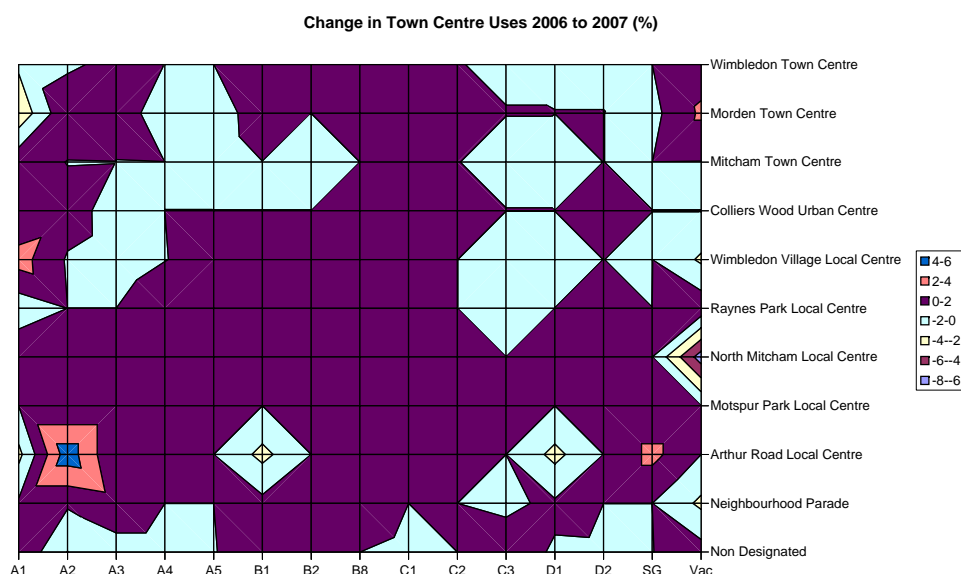 Change in Town Centre Uses 2006 to 2007 (%)
Wimbledon Town Centre
Morden Town Centre
Mitcham Town Centre
Colliers Wood Urban Centre
Wimbledon Village Local Centre
Raynes Park Local Centre
North Mitcham Local Centre
Motspur Park Local Centre
Arthur Road Local Centre
Neighbourhood Parade
Non Designated
4-6
2-4
0-2
-2-0
-4--2
-6--4
-8--6
A1 A2 A3 A4 A5 B1 B2 B8 C1 C2 C3 D1 D2 SG Vac